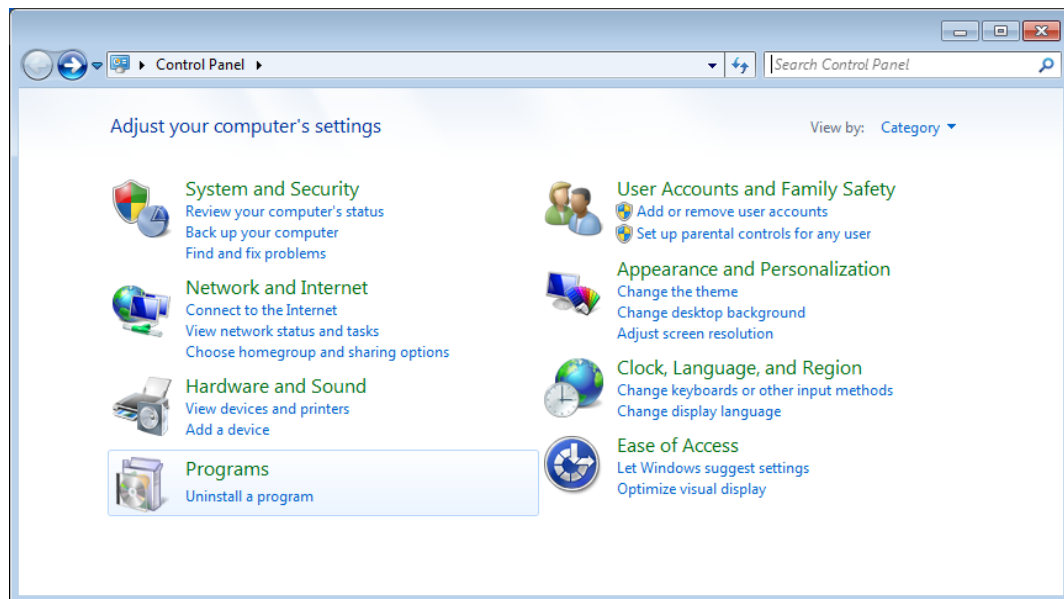 Control Panel
Search Control Panel
Adjust your computer's settings
View by: Category
System and Security
Review your computer's status
Back up your computer
Find and fix problems
Network and Internet
Connect to the Internet
View network status and tasks
Choose homegroup and sharing options
Hardware and Sound
View devices and printers
Add a device
Programs
Uninstall a program
User Accounts and Family Safety
Add or remove user accounts
Set up parental controls for any user
Appearance and Personalization
Change the theme
Change desktop background
Adjust screen resolution
Clock, Language, and Region
Change keyboards or other input methods
Change display language
Ease of Access
Let Windows suggest settings
Optimize visual display